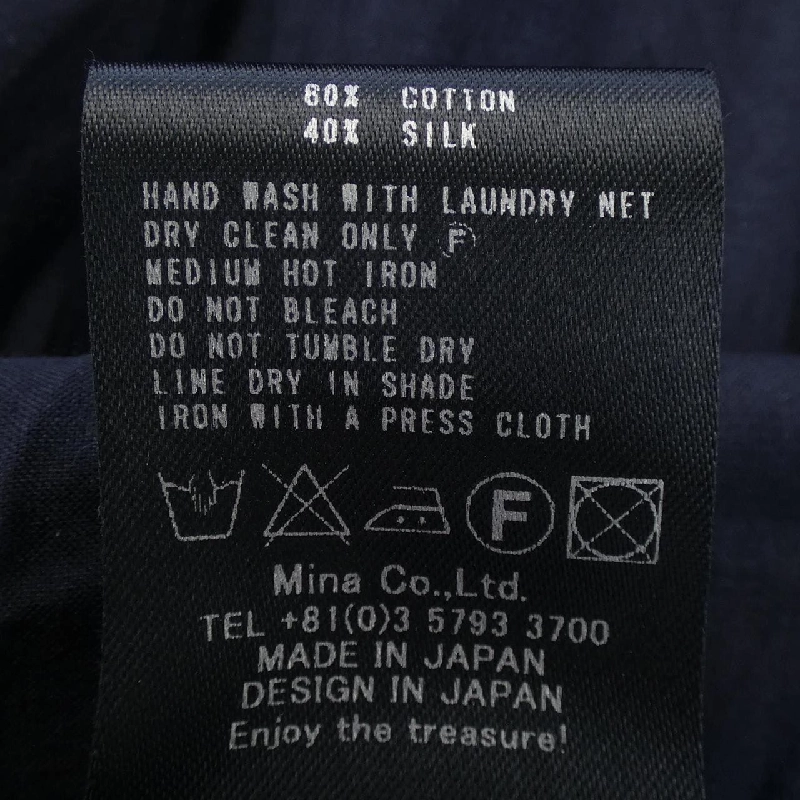 60% COTTON
40% SILK
HAND WASH WITH LAUNDRY NET
DRY CLEAN ONLY Ⓕ
MEDIUM HOT IRON
DO NOT BLEACH
DO NOT TUMBLE DRY
LINE DRY IN SHADE
IRON WITH A PRESS CLOTH
F
Mina Co.,Ltd.
TEL +81(0)3 5793 3700
MADE IN JAPAN
DESIGN IN JAPAN
Enjoy the treasure!